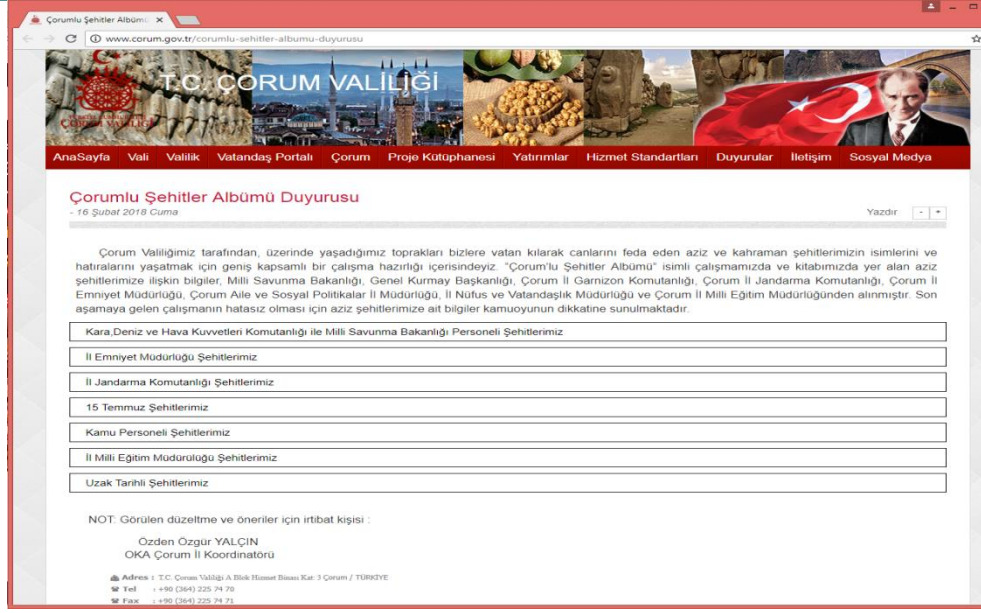 Çorumlu Şehitler Albümü
www.corum.gov.tr/corumlu-sehitler-albumu-duyurusu
T.C. ÇORUM VALİLİĞİ
ÇORUM VALİLİĞİ
AnaSayfa Vali Valilik Vatandaş Portalı Çorum Proje Kütüphanesi Yatırımlar Hizmet Standartları Duyurular İletişim Sosyal Medya
Çorumlu Şehitler Albümü Duyurusu
- 16 Şubat 2018 Cuma
Yazdır - +
Çorum Valiliğimiz tarafından, üzerinde yaşadığımız toprakları bizlere vatan kılarak canlarını feda eden aziz ve kahraman şehitlerimizin isimlerini ve
hatıralarını yaşatmak için geniş kapsamlı bir çalışma hazırlığı içerisindeyiz. "Çorum'lu Şehitler Albümü" isimli çalışmamızda ve kitabımızda yer alan aziz
şehitlerimize ilişkin bilgiler, Milli Savunma Bakanlığı, Genel Kurmay Başkanlığı, Çorum İl Garnizon Komutanlığı, Çorum İl Jandarma Komutanlığı, Çorum İl
Emniyet Müdürlüğü, Çorum Aile ve Sosyal Politikalar İl Müdürlüğü, İl Nüfus ve Vatandaşlık Müdürlüğü ve Çorum İl Milli Eğitim Müdürlüğünden alınmıştır. Son
aşamaya gelen çalışmanın hatasız olması için aziz şehitlerimize ait bilgiler kamuoyunun dikkatine sunulmaktadır.
Kara,Deniz ve Hava Kuvvetleri Komutanlığı ile Milli Savunma Bakanlığı Personeli Şehitlerimiz
İl Emniyet Müdürlüğü Şehitlerimiz
İl Jandarma Komutanlığı Şehitlerimiz
15 Temmuz Şehitlerimiz
Kamu Personeli Şehitlerimiz
İl Milli Eğitim Müdürülüğü Şehitlerimiz
Uzak Tarihli Şehitlerimiz
NOT: Görülen düzeltme ve öneriler için irtibat kişisi :
Özden Özgür YALÇIN
OKA Çorum İl Koordinatörü
Adres : T.C. Çorum Valiliği A Blok Hizmet Binası Kat: 3 Çorum / TÜRKİYE
Tel : +90 (364) 225 74 70
Fax : +90 (364) 225 74 71